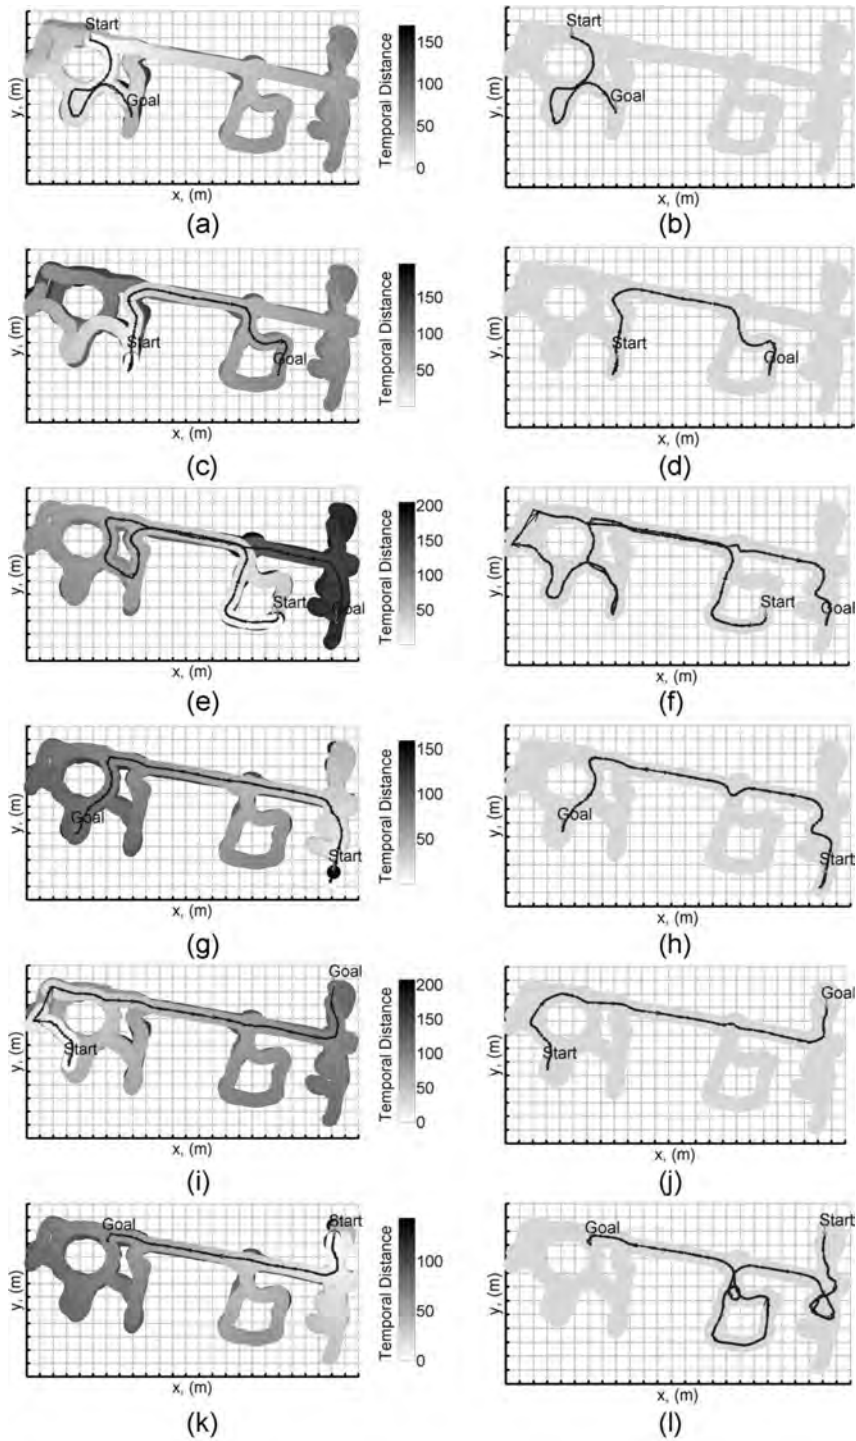 Start
Goal
y, (m)
x, (m)
Temporal Distance
150
100
50
0
(a)
Start
Goal
y, (m)
x, (m)
(b)
Start
Goal
y, (m)
x, (m)
Temporal Distance
150
100
50
(c)
Start
Goal
y, (m)
x, (m)
(d)
Start
Goal
y, (m)
x, (m)
Temporal Distance
200
150
100
50
(e)
Start
Goal
y, (m)
x, (m)
(f)
Goal
Start
y, (m)
x, (m)
Temporal Distance
150
100
50
(g)
Goal
Start
y, (m)
x, (m)
(h)
Goal
Start
y, (m)
x, (m)
Temporal Distance
200
150
100
50
0
(i)
Goal
Start
y, (m)
x, (m)
(j)
Goal
Start
y, (m)
x, (m)
Temporal Distance
100
50
0
(k)
Goal
Start
y, (m)
x, (m)
(l)